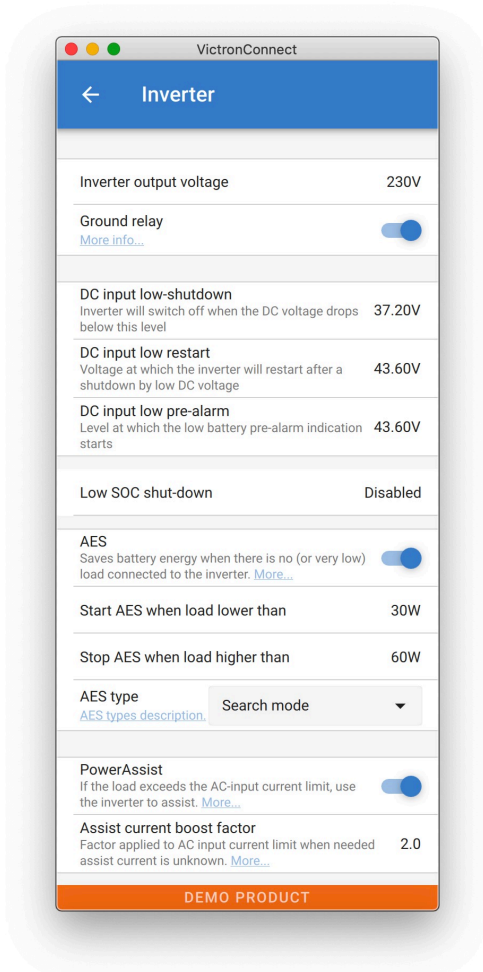 VictronConnect
Inverter
Inverter output voltage 230V
Ground relay
More info...
DC input low-shutdown
Inverter will switch off when the DC voltage drops 37.20V
below this level
DC input low restart
Voltage at which the inverter will restart after a 43.60V
shutdown by low DC voltage
DC input low pre-alarm
Level at which the low battery pre-alarm indication 43.60V
starts
Low SOC shut-down Disabled
AES
Saves battery energy when there is no (or very low)
load connected to the inverter. More...
Start AES when load lower than 30W
Stop AES when load higher than 60W
AES type
Search mode
AES types description.
PowerAssist
If the load exceeds the AC-input current limit, use
the inverter to assist. More...
Assist current boost factor
Factor applied to AC input current limit when needed 2.0
assist current is unknown. More...
DEMO PRODUCT